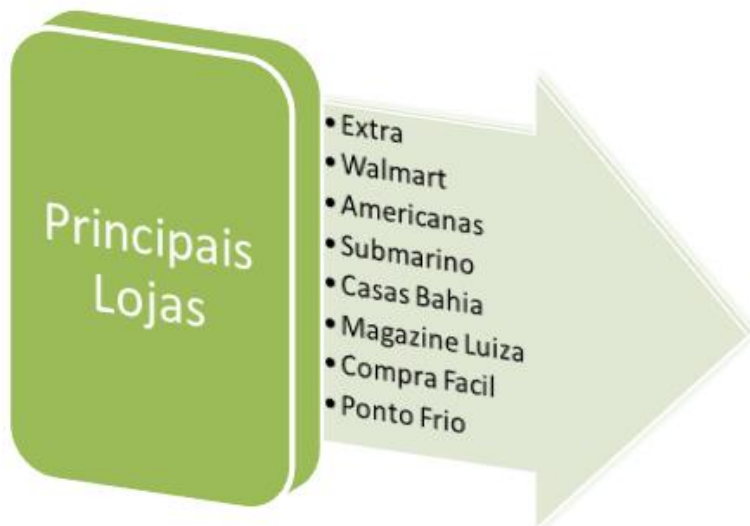 Principais
Lojas
• Extra
• Walmart
• Americanas
• Submarino
• Casas Bahia
• Magazine Luiza
• Compra Facil
• Ponto Frio